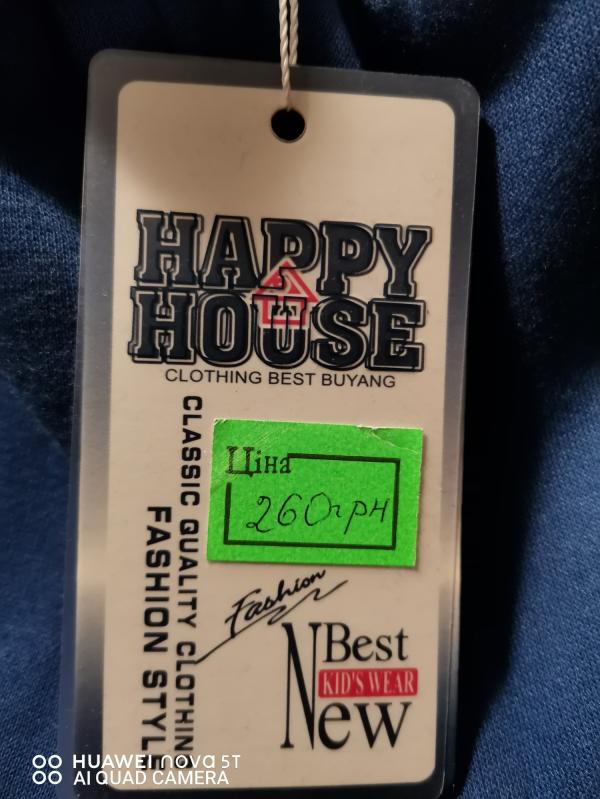 HAPPY
HOUSE
CLOTHING BEST BUYANG
CLASSIC QUALITY CLOTHING
FASHION STYLE
Ціна
260грн
Fashion
Best
KID'S WEAR
New
HUAWEI nova 5T
AI QUAD CAMERA